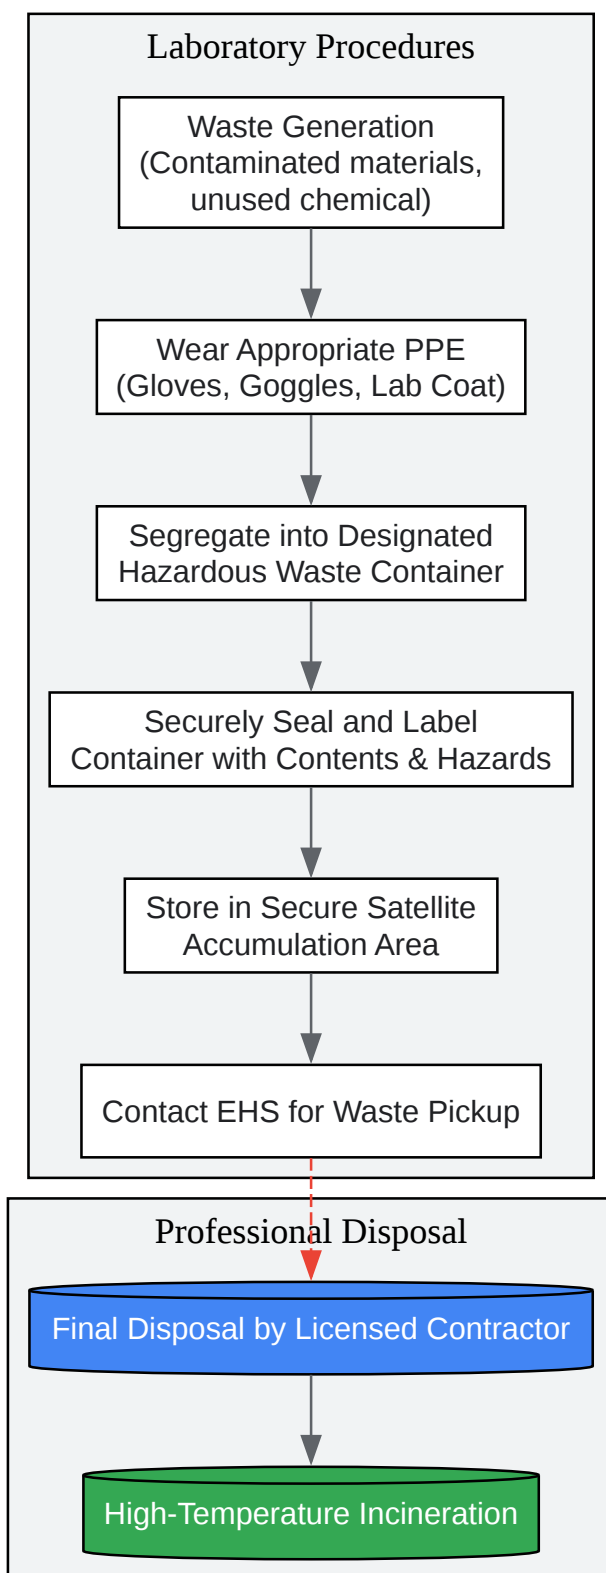 Laboratory Procedures
Waste Generation
(Contaminated materials,
unused chemical)
Wear Appropriate PPE
(Gloves, Goggles, Lab Coat)
Segregate into Designated
Hazardous Waste Container
Securely Seal and Label
Container with Contents & Hazards
Store in Secure Satellite
Accumulation Area
Contact EHS for Waste Pickup
Professional Disposal
Final Disposal by Licensed Contractor
High-Temperature Incineration